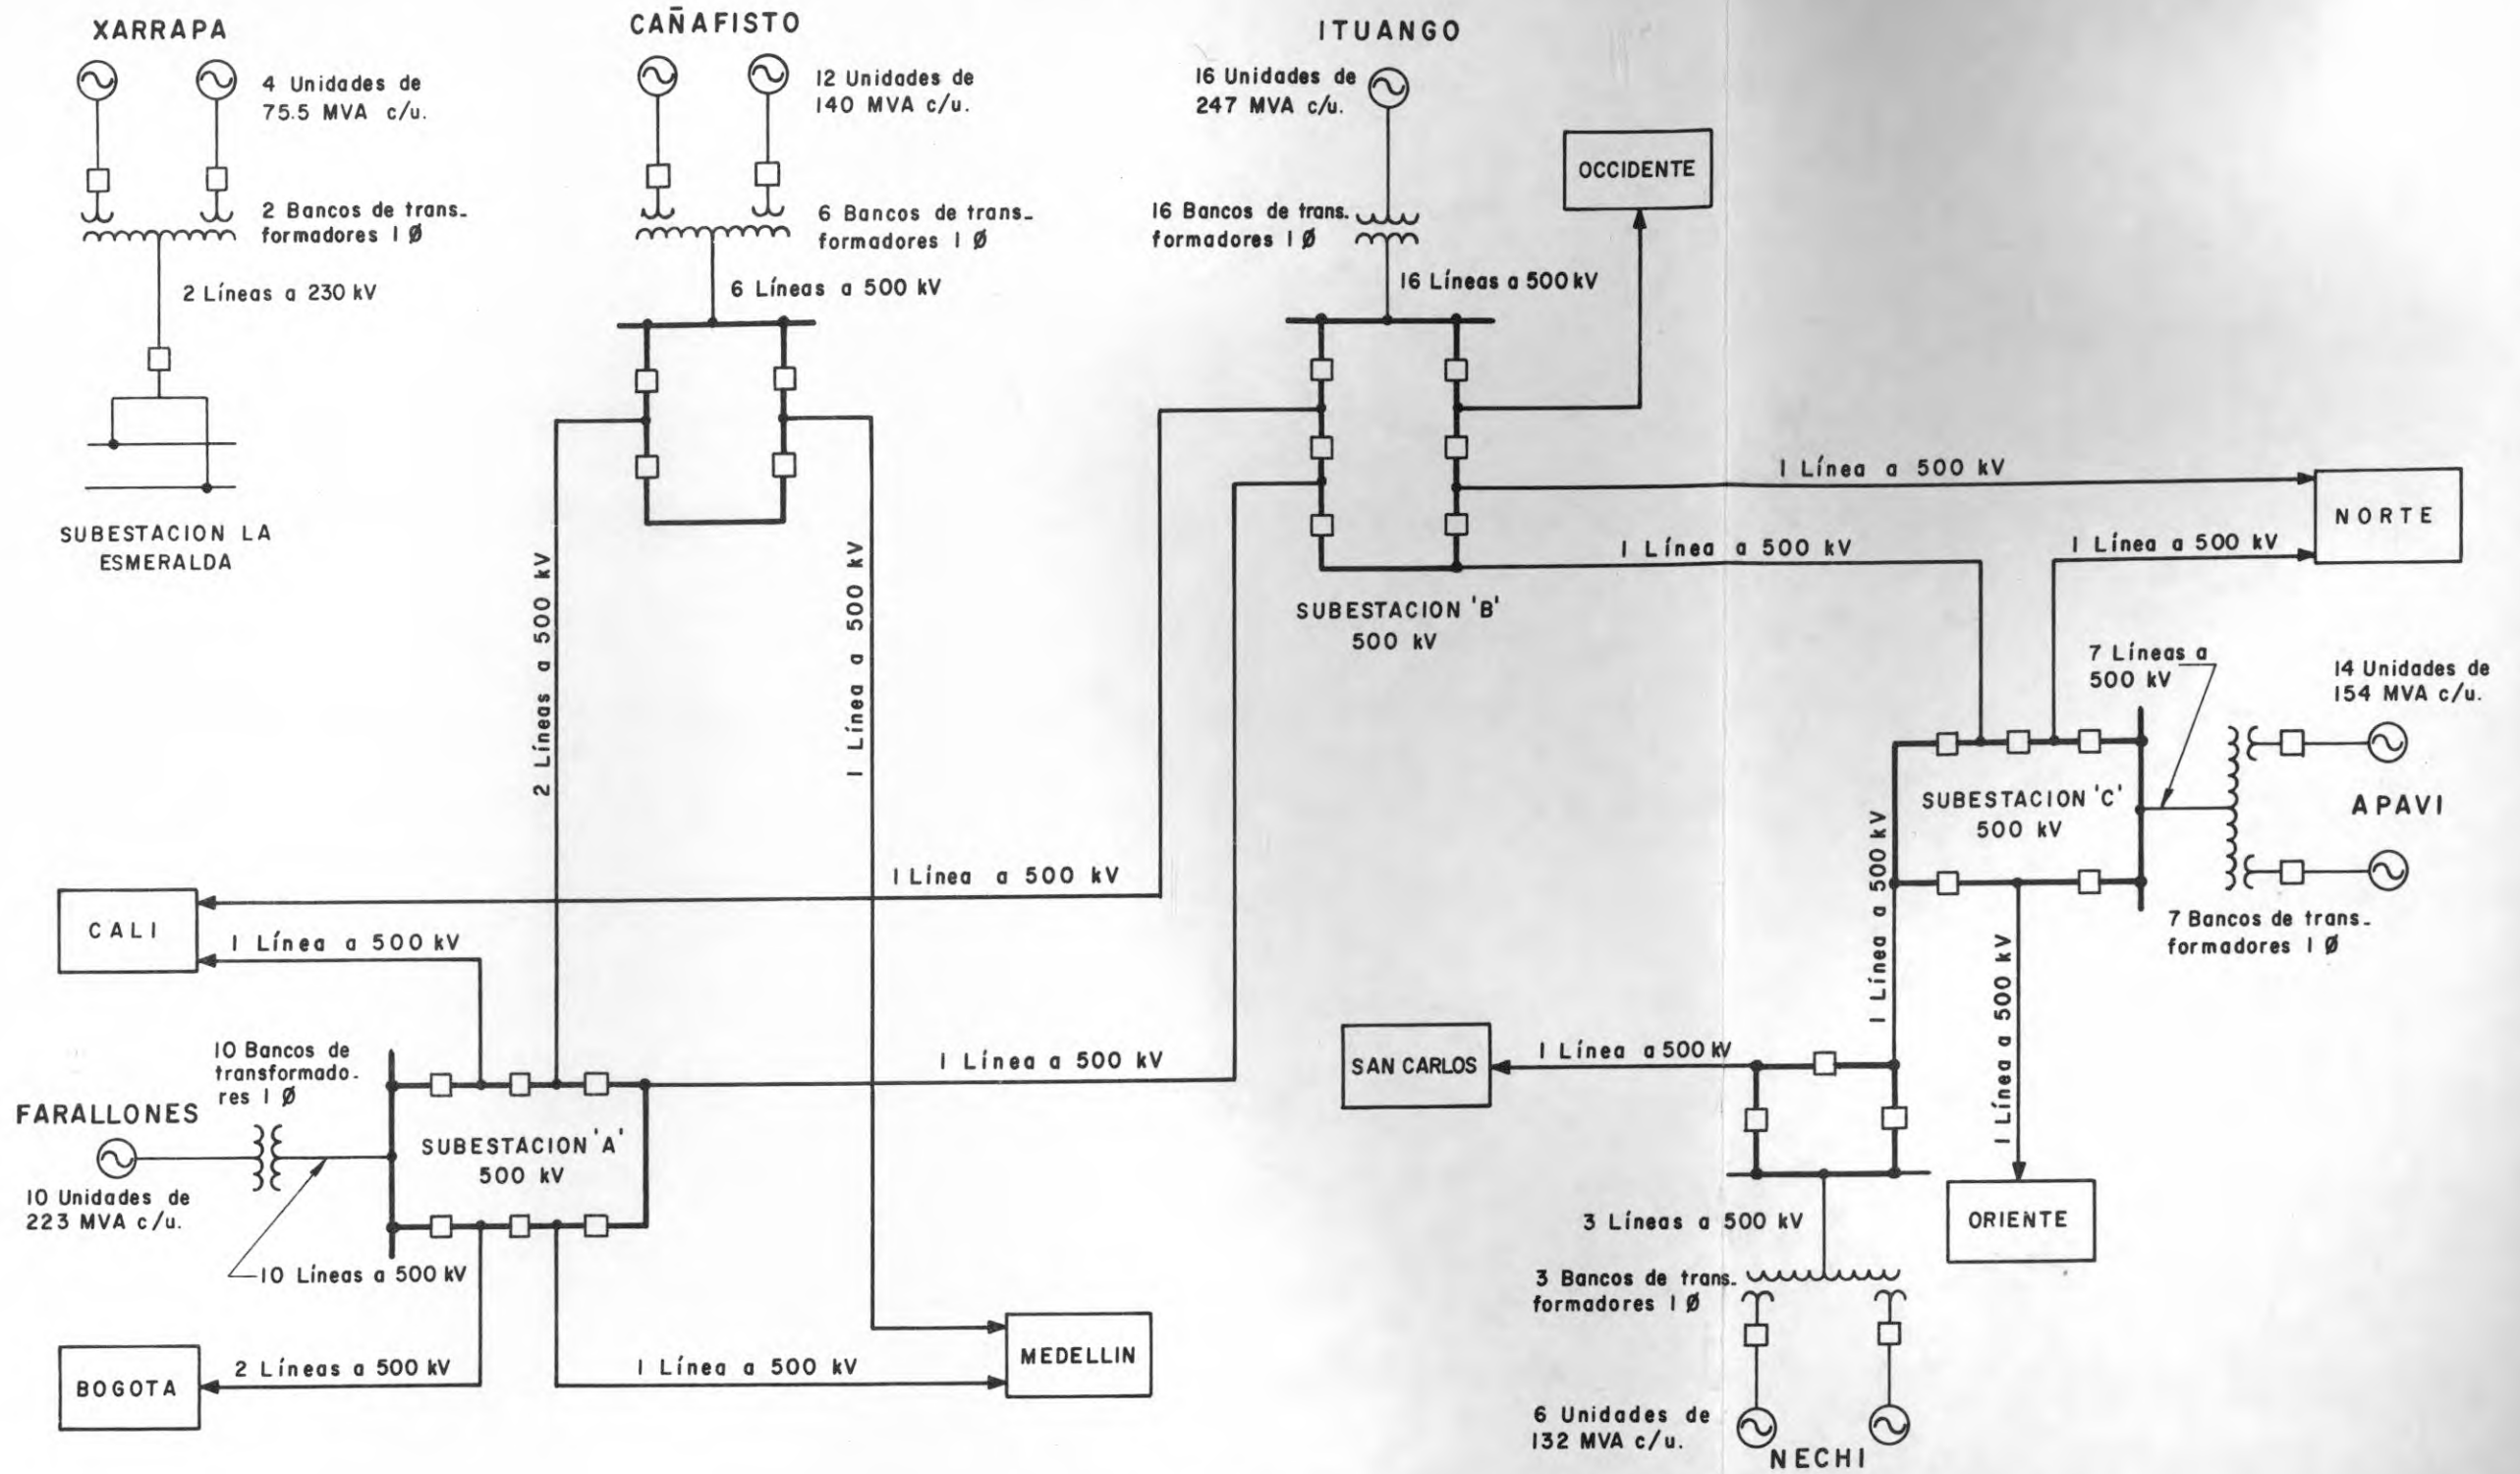 XARRAPA
4 Unidades de
75.5 MVA c/u.
2 Bancos de trans_
formadores 1 Ø
2 Líneas a 230 kV
SUBESTACION LA
ESMERALDA
CAÑAFISTO
12 Unidades de
140 MVA c/u.
6 Bancos de trans_
formadores 1 Ø
6 Líneas a 500 kV
2 Líneas a 500 kV
1 Línea a 500 kV
ITUANGO
16 Unidades de
247 MVA c/u.
16 Bancos de trans.
formadores 1 Ø
16 Líneas a 500 kV
OCCIDENTE
1 Línea a 500 kV
NORTE
1 Línea a 500 kV
1 Línea a 500 kV
SUBESTACION 'B'
500 kV
7 Líneas a
500 kV
14 Unidades de
154 MVA c/u.
SUBESTACION 'C'
500 kV
APAVI
7 Bancos de trans_
formadores 1 Ø
1 Línea a 500 kV
1 Línea a 500 kV
1 Línea a 500 kV
CALI
1 Línea a 500 kV
10 Bancos de
transformado.
res 1 Ø
FARALLONES
10 Unidades de
223 MVA c/u.
SUBESTACION 'A'
500 kV
1 Línea a 500 kV
10 Líneas a 500 kV
BOGOTA
2 Líneas a 500 kV
1 Línea a 500 kV
MEDELLIN
SAN CARLOS
1 Línea a 500 kV
3 Líneas a 500 kV
ORIENTE
3 Bancos de trans.
formadores 1 Ø
6 Unidades de
132 MVA c/u.
NECHI